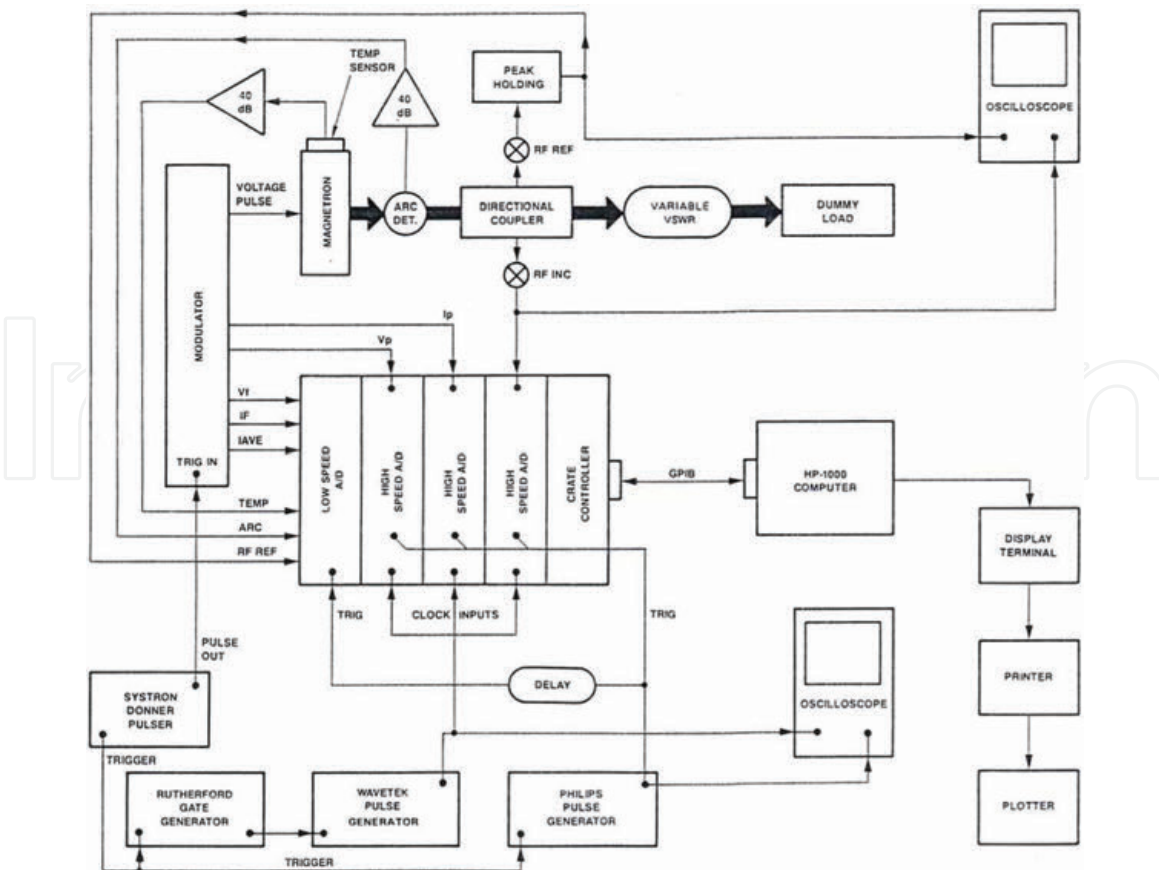 TEMP
SENSOR
40
dB
40
dB
PEAK
HOLDING
OSCILLOSCOPE
RF REF
VOLTAGE
PULSE
MAGNETRON
ARC
DET.
DIRECTIONAL
COUPLER
VARIABLE
VSWR
DUMMY
LOAD
RF INC
MODULATOR
Ip
Vp
Vf
IF
IAVE
TRIG IN
TEMP
ARC
RF REF
LOW SPEED
A/D
HIGH
SPEED A/D
HIGH
SPEED A/D
HIGH
SPEED A/D
CRATE
CONTROLLER
GPIB
HP-1000
COMPUTER
DISPLAY
TERMINAL
TRIG
CLOCK INPUTS
TRIG
PULSE
OUT
DELAY
OSCILLOSCOPE
PRINTER
SYSTRON
DONNER
PULSER
TRIGGER
RUTHERFORD
GATE
GENERATOR
WAVETEK
PULSE
GENERATOR
PHILIPS
PULSE
GENERATOR
PLOTTER
TRIGGER